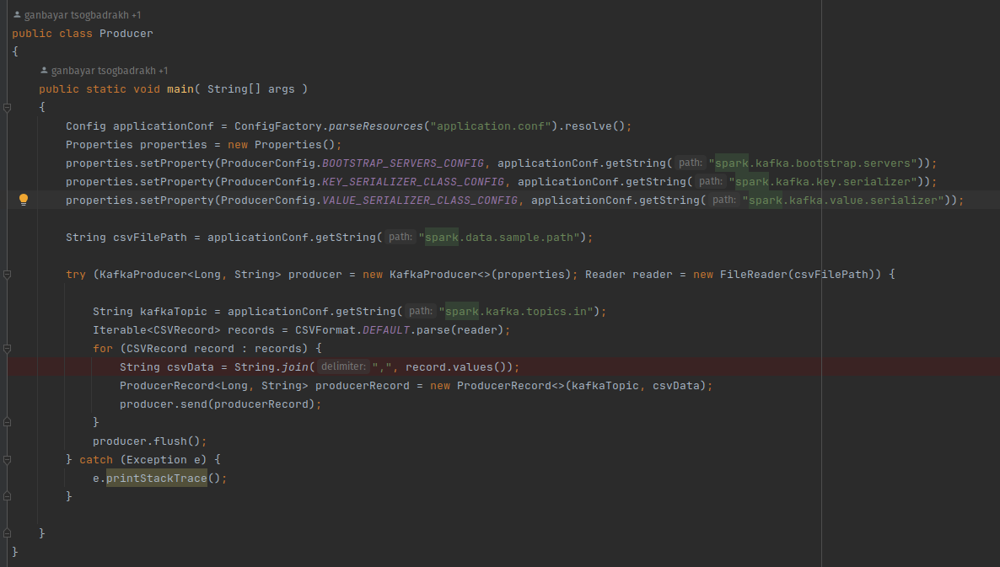 ganbayar tsogbadrakh +1
public class Producer
{
ganbayar tsogbadrakh +1
public static void main( String[] args )
{
Config applicationConf = ConfigFactory.parseResources("application.conf").resolve();
Properties properties = new Properties();
properties.setProperty(ProducerConfig.BOOTSTRAP_SERVERS_CONFIG, applicationConf.getString( path: "spark.kafka.bootstrap.servers"));
properties.setProperty(ProducerConfig.KEY_SERIALIZER_CLASS_CONFIG, applicationConf.getString( path: "spark.kafka.key.serializer"));
properties.setProperty(ProducerConfig.VALUE_SERIALIZER_CLASS_CONFIG, applicationConf.getString( path: "spark.kafka.value.serializer"));
String csvFilePath = applicationConf.getString( path: "spark.data.sample.path");
try (KafkaProducer<Long, String> producer = new KafkaProducer<>(properties); Reader reader = new FileReader(csvFilePath)) {
String kafkaTopic = applicationConf.getString( path: "spark.kafka.topics.in");
Iterable<CSVRecord> records = CSVFormat.DEFAULT.parse(reader);
for (CSVRecord record : records) {
String csvData = String.join( delimiter: ",", record.values());
ProducerRecord<Long, String> producerRecord = new ProducerRecord<>(kafkaTopic, csvData);
producer.send(producerRecord);
}
producer.flush();
} catch (Exception e) {
e.printStackTrace();
}
}
}